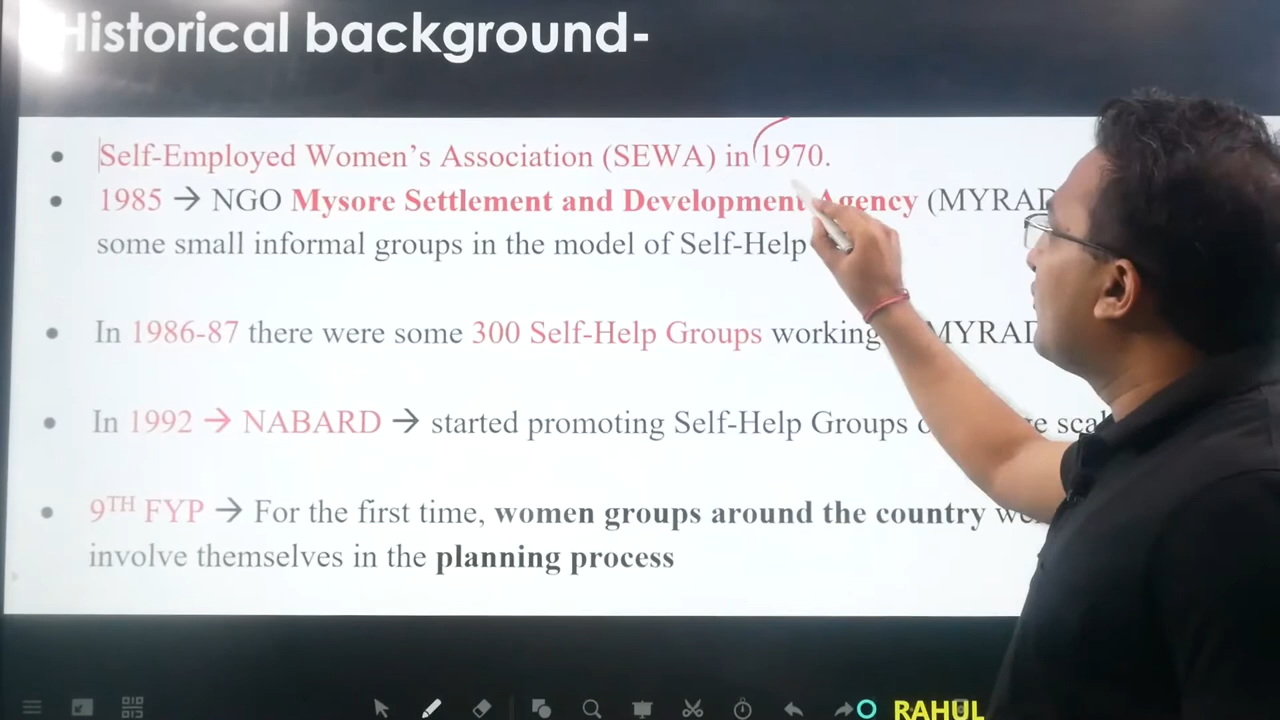 Historical background-
• Self-Employed Women's Association (SEWA) in 1970.
• 1985 → NGO Mysore Settlement and Development Agency (MYRAD
some small informal groups in the model of Self-Help
• In 1986-87 there were some 300 Self-Help Groups working MYRAD
• In 1992 → NABARD → started promoting Self-Help Groups
• 9TH FYP → For the first time, women groups around the country
involve themselves in the planning process
RAHUL